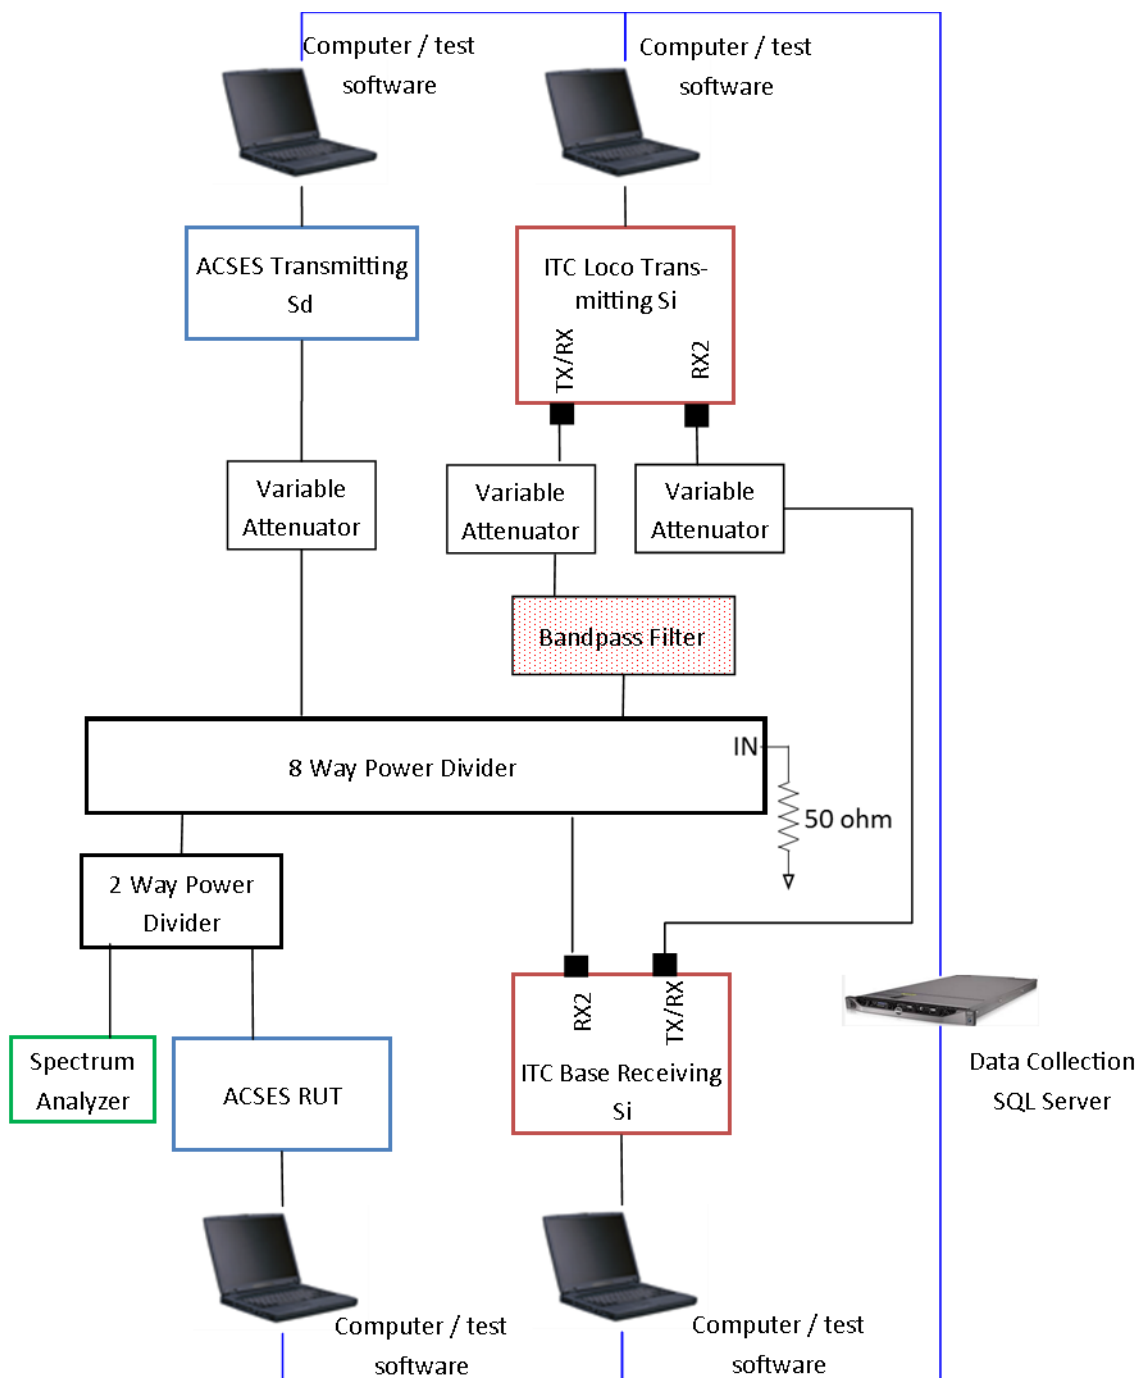 Computer / test
software
Computer / test
software
ACSES Transmitting
Sd
ITC Loco Trans-
mitting Si
TX/RX
RX2
Variable
Attenuator
Variable
Attenuator
Variable
Attenuator
Bandpass Filter
8 Way Power Divider
IN
50 ohm
2 Way Power
Divider
RX2
TX/RX
Spectrum
Analyzer
ACSES RUT
ITC Base Receiving
Si
Data Collection
SQL Server
Computer / test
software
Computer / test
software